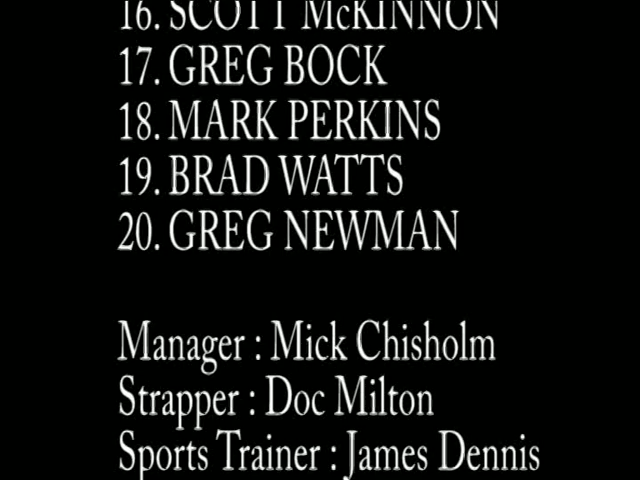 16. SCOTT McKINNON
17. GREG BOCK
18. MARK PERKINS
19. BRAD WATTS
20. GREG NEWMAN
Manager : Mick Chisholm
Strapper : Doc Milton
Sports Trainer : James Dennis